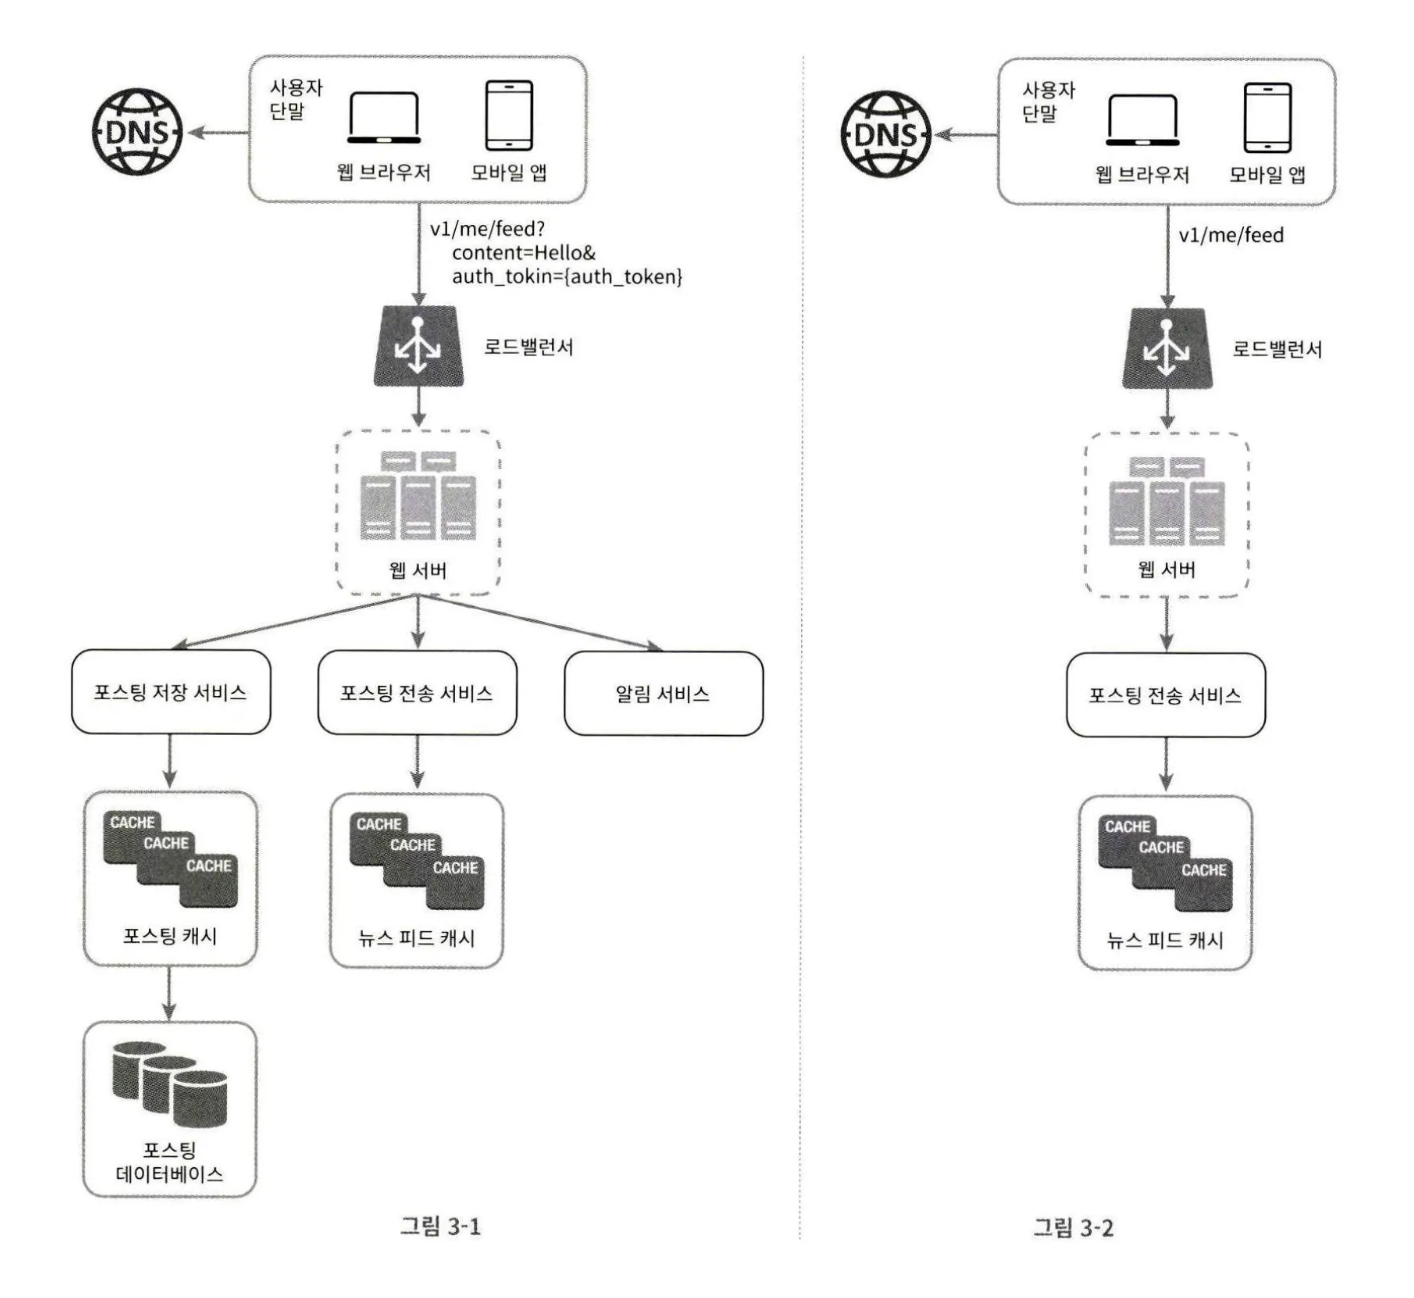 DNS
사용자
단말
웹 브라우저
모바일 앱
v1/me/feed?
content=Hello&
auth_tokin={auth_token}
로드밸런서
웹 서버
포스팅 저장 서비스
포스팅 전송 서비스
알림 서비스
CACHE
CACHE
CACHE
포스팅 캐시
CACHE
CACHE
CACHE
뉴스 피드 캐시
포스팅
데이터베이스
그림 3-1
DNS
사용자
단말
웹 브라우저
모바일 앱
v1/me/feed
로드밸런서
웹 서버
포스팅 전송 서비스
CACHE
CACHE
CACHE
뉴스 피드 캐시
그림 3-2